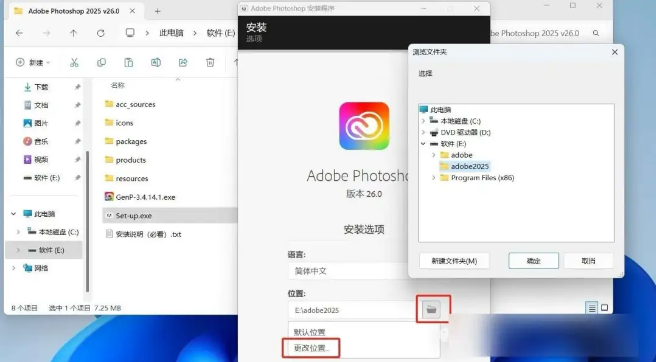 Adobe Photoshop 2025 v26.0
此电脑
软件 (E:)
新建
名称
下载
文档
图片
音乐
视频
软件 (E:)
此电脑
本地磁盘 (C:)
软件 (E:)
网络
acc_sources
icons
packages
products
resources
GenP-3.4.14.1.exe
Set-up.exe
安装说明（必看）.txt
8 个项目
选中 1 个项目 7.25 MB
Adobe Photoshop 安装程序
安装
选项
Adobe Photosho
版本 26.0
安装选项
语言:
简体中文
位置:
E:\adobe2025
默认位置
更改位置...
e Photoshop 2025 v26.0
浏览文件夹
选择
此电脑
本地磁盘 (C:)
DVD 驱动器 (D:)
软件 (E:)
adobe
adobe2025
Program Files (x86)
新建文件夹(M)
确定
取消